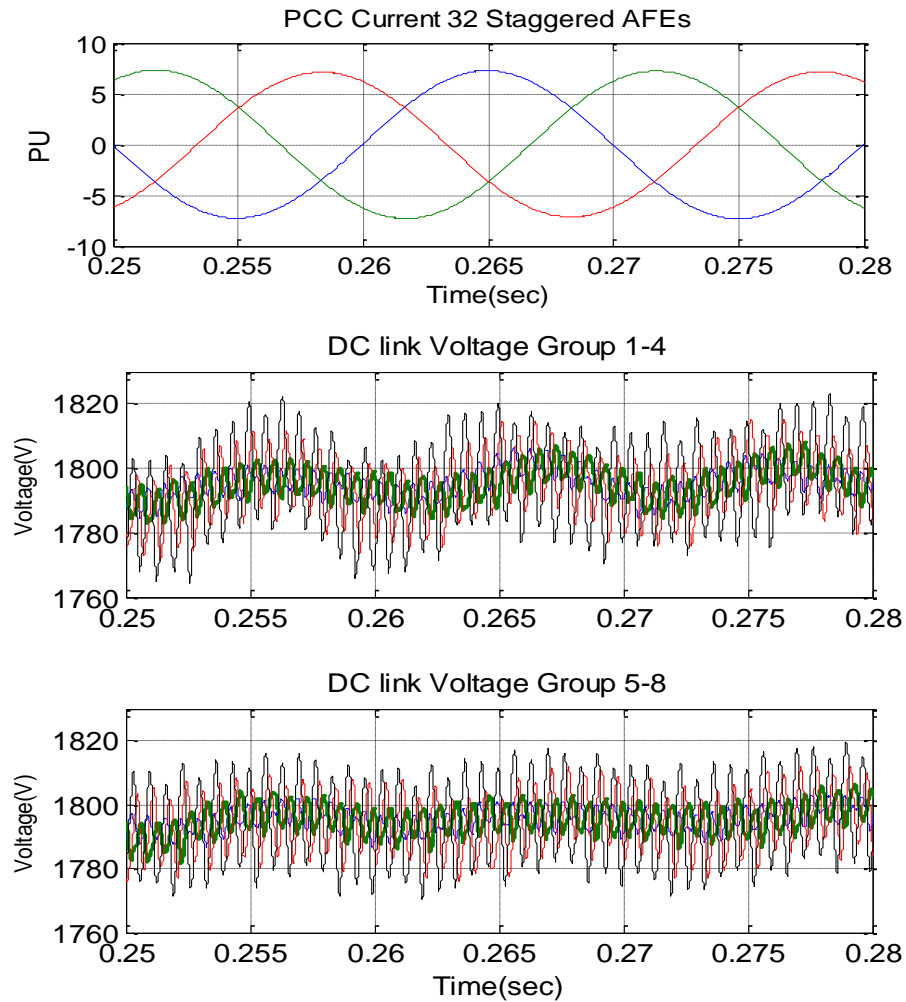 PCC Current 32 Staggered AFEs
10
5
0
-5
-10
PU
0.25 0.255 0.26 0.265 0.27 0.275 0.28
Time(sec)
DC link Voltage Group 1-4
1820
1800
1780
1760
Voltage(V)
0.25 0.255 0.26 0.265 0.27 0.275 0.28
DC link Voltage Group 5-8
1820
1800
1780
1760
Voltage(V)
0.25 0.255 0.26 0.265 0.27 0.275 0.28
Time(sec)